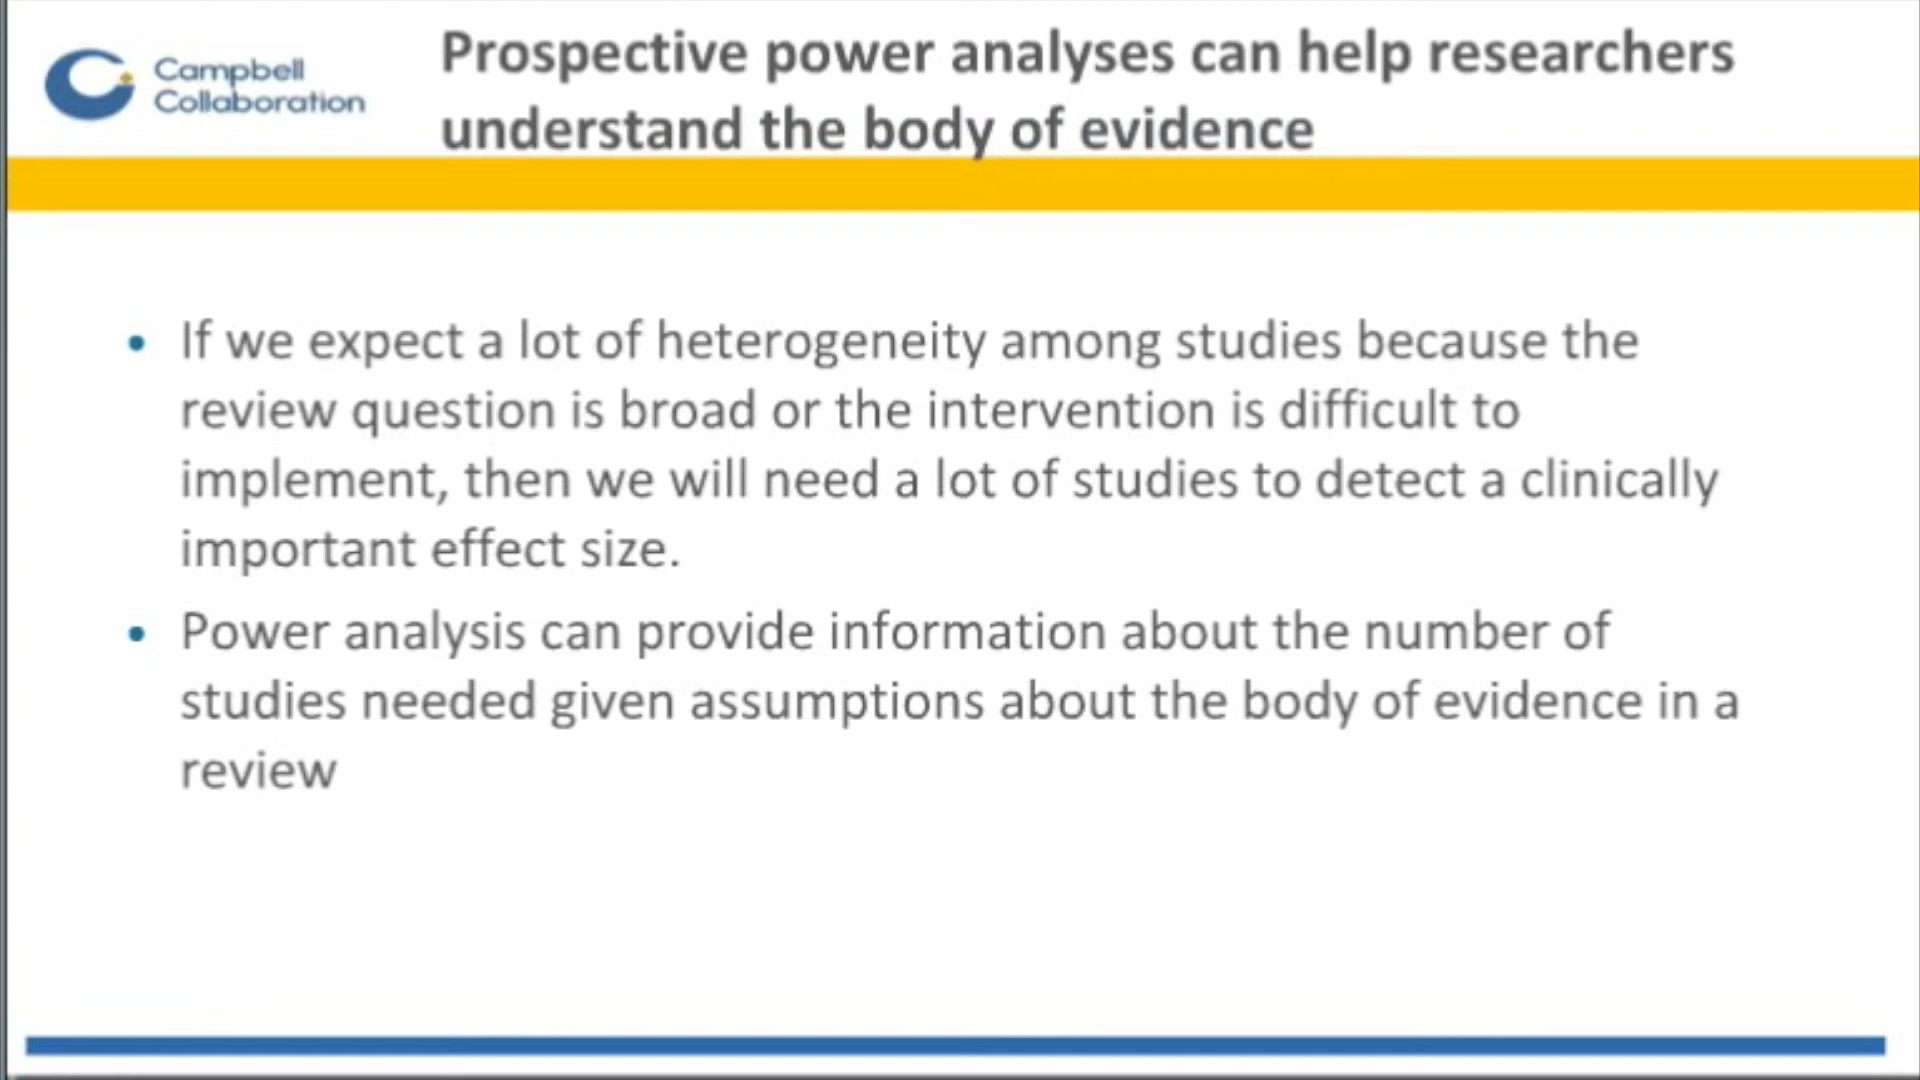 Campbell
Collaboration
Prospective power analyses can help researchers
understand the body of evidence
• If we expect a lot of heterogeneity among studies because the
review question is broad or the intervention is difficult to
implement, then we will need a lot of studies to detect a clinically
important effect size.
• Power analysis can provide information about the number of
studies needed given assumptions about the body of evidence in a
review